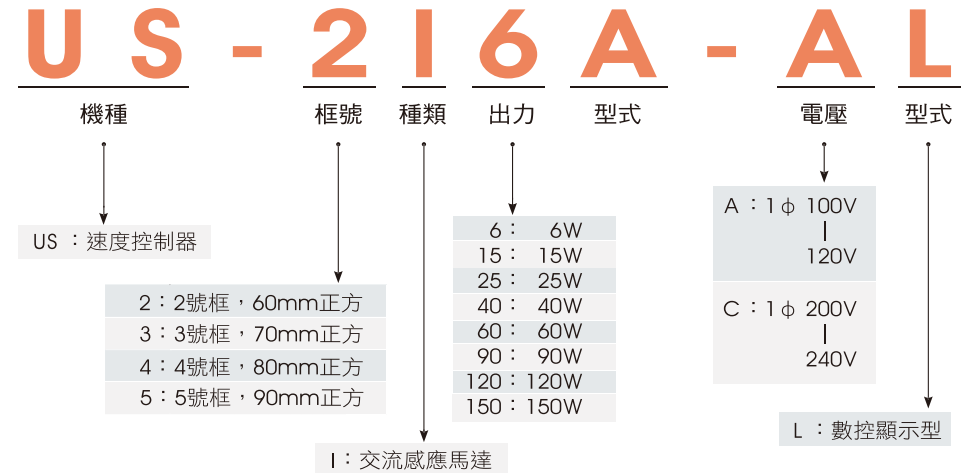 US-2I6A-AL
機種 框號 種類 出力 型式 電壓 型式
US：速度控制器
2：2號框，60mm正方
3：3號框，70mm正方
4：4號框，80mm正方
5：5號框，90mm正方
I：交流感應馬達
6： 6W
15： 15W
25： 25W
40： 40W
60： 60W
90： 90W
120：120W
150：150W
A：1ϕ 100V
|
120V
C：1ϕ 200V
|
240V
L：數控顯示型